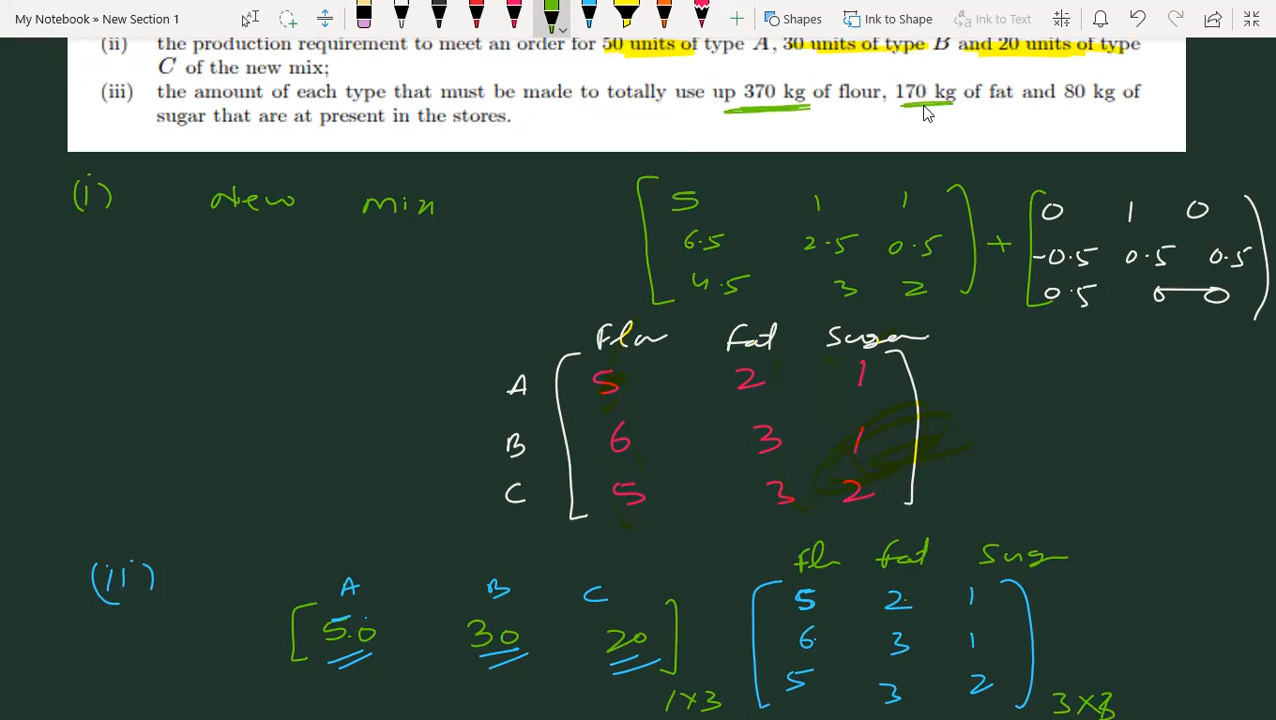 My Notebook » New Section 1
Shapes
Ink to Shape
Ink to Text
(ii) the production requirement to meet an order for 50 units of type A, 30 units of type B and 20 units of type
C of the new mix;
(iii) the amount of each type that must be made to totally use up 370 kg of flour, 170 kg of fat and 80 kg of
sugar that are at present in the stores.
(i) New Mix
5 1 1
6.5 2.5 0.5
4.5 3 2
+
0 1 0
-0.5 0.5 0.5
0.5 0 0
Flour Fat Sugar
A 5 2 1
B 6 3 1
C 5 3 2
(ii)
A B C
50 30 20
1×3
Flu Fat Sugar
5 2 1
6 3 1
5 3 2
3×3